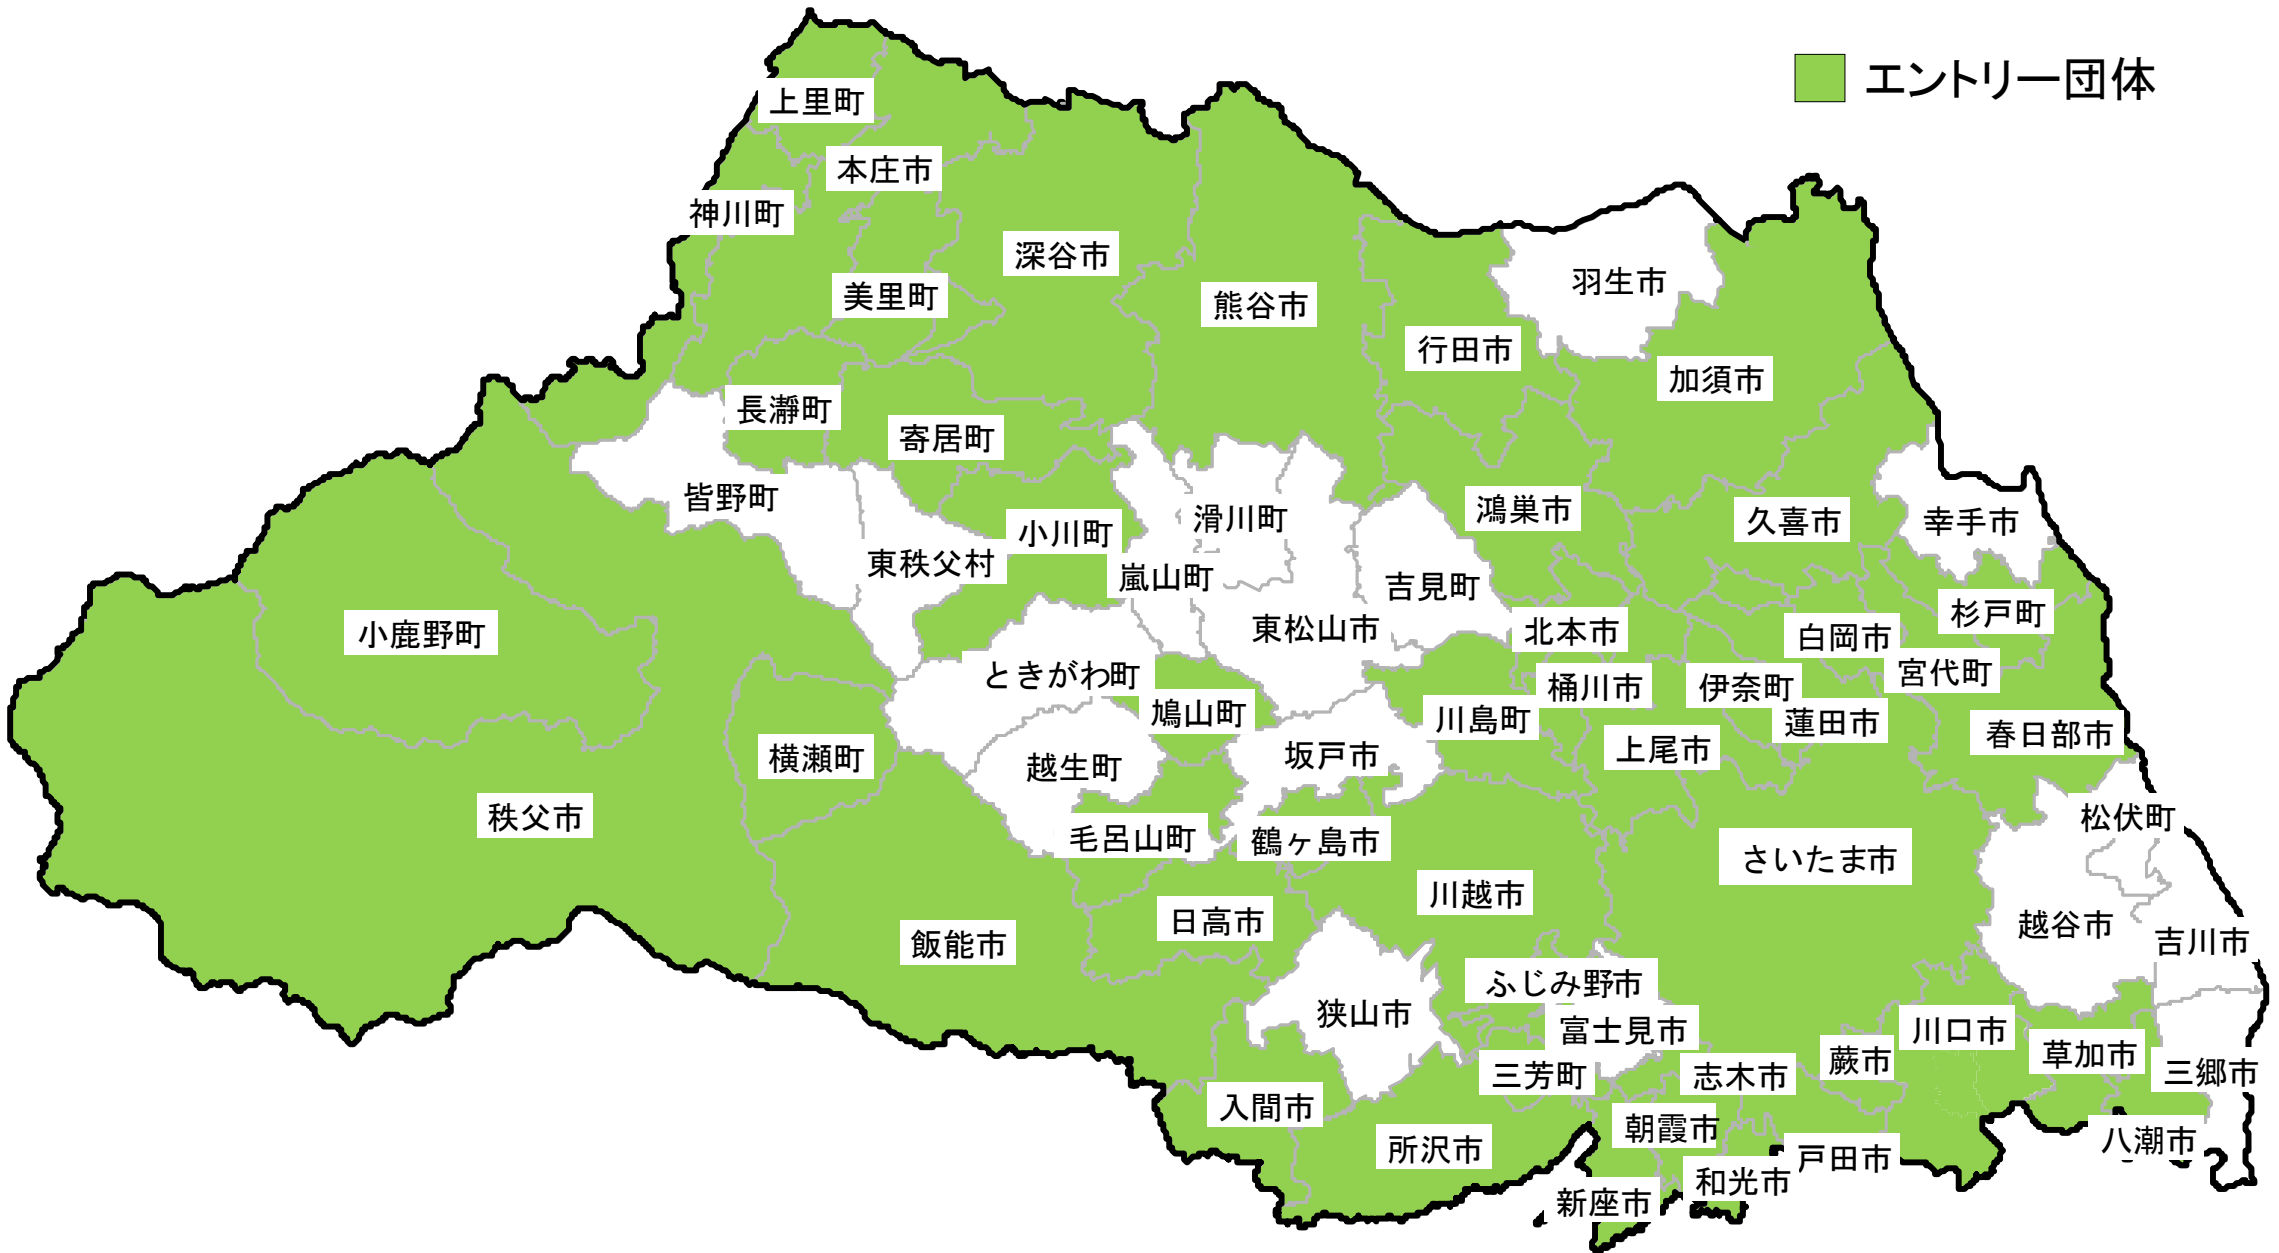 エントリー団体
上里町
本庄市
神川町
深谷市
美里町
熊谷市
羽生市
行田市
加須市
長瀞町
寄居町
皆野町
小川町
滑川町
鴻巣市
久喜市
幸手市
東秩父村
嵐山町
吉見町
小鹿野町
東松山市
北本市
白岡市
杉戸町
ときがわ町
宮代町
桶川市
伊奈町
鳩山町
川島町
蓮田市
横瀬町
越生町
坂戸市
上尾市
春日部市
秩父市
毛呂山町
鶴ヶ島市
さいたま市
松伏町
飯能市
日高市
川越市
越谷市
吉川市
ふじみ野市
狭山市
富士見市
川口市
三芳町
志木市
蕨市
草加市
三郷市
入間市
朝霞市
所沢市
戸田市
八潮市
和光市
新座市